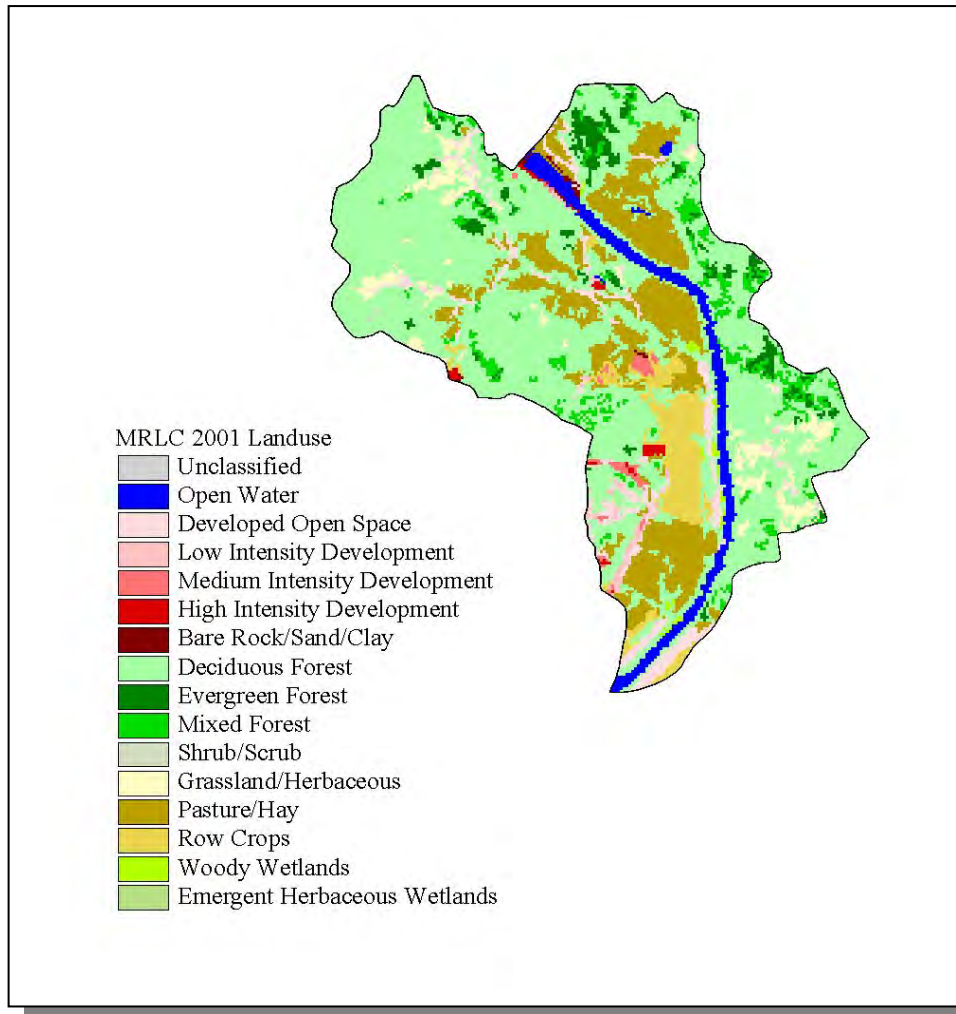 MRLC 2001 Landuse
Unclassified
Open Water
Developed Open Space
Low Intensity Development
Medium Intensity Development
High Intensity Development
Bare Rock/Sand/Clay
Deciduous Forest
Evergreen Forest
Mixed Forest
Shrub/Scrub
Grassland/Herbaceous
Pasture/Hay
Row Crops
Woody Wetlands
Emergent Herbaceous Wetlands